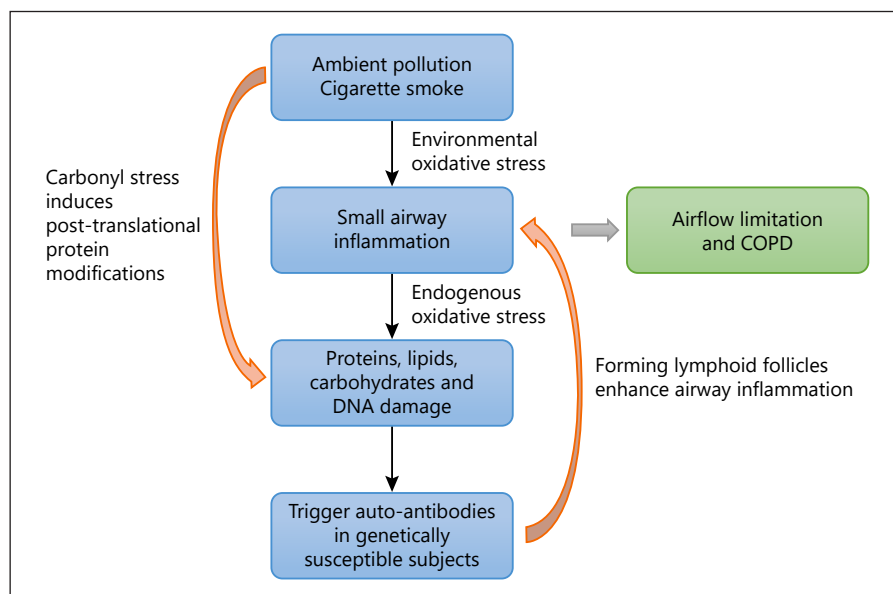 Ambient pollution
Cigarette smoke
Environmental
oxidative stress
Carbonyl stress
induces
post-translational
protein
modifications
Small airway
inflammation
Airflow limitation
and COPD
Endogenous
oxidative stress
Proteins, lipids,
carbohydrates and
DNA damage
Forming lymphoid follicles
enhance airway inflammation
Trigger auto-antibodies
in genetically
susceptible subjects